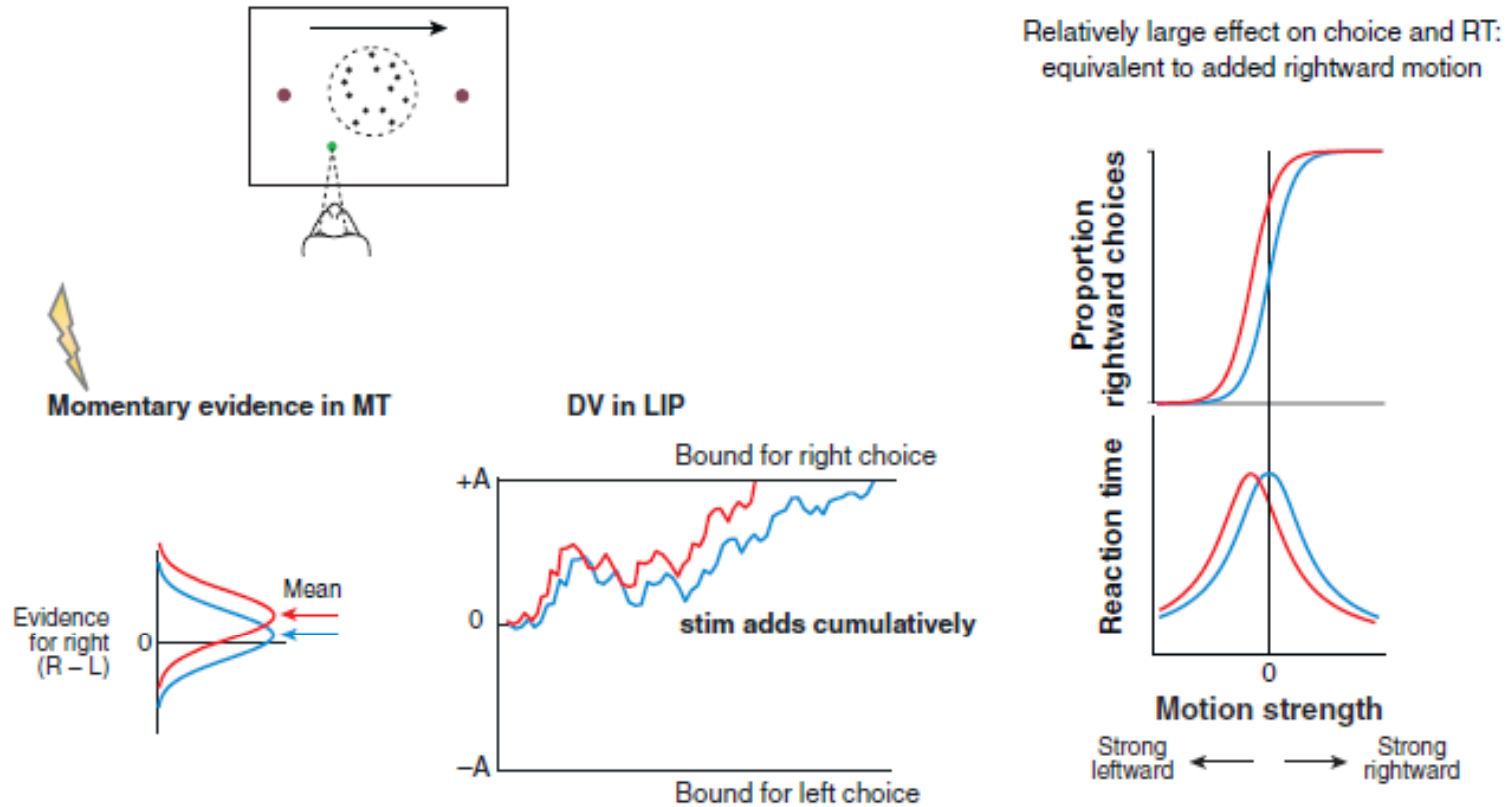 Relatively large effect on choice and RT:
equivalent to added rightward motion
Momentary evidence in MT
Evidence
for right
(R – L)
0
Mean
DV in LIP
Bound for right choice
+A
0
stim adds cumulatively
–A
Bound for left choice
Proportion
rightward choices
Reaction time
0
Motion strength
Strong
leftward
Strong
rightward